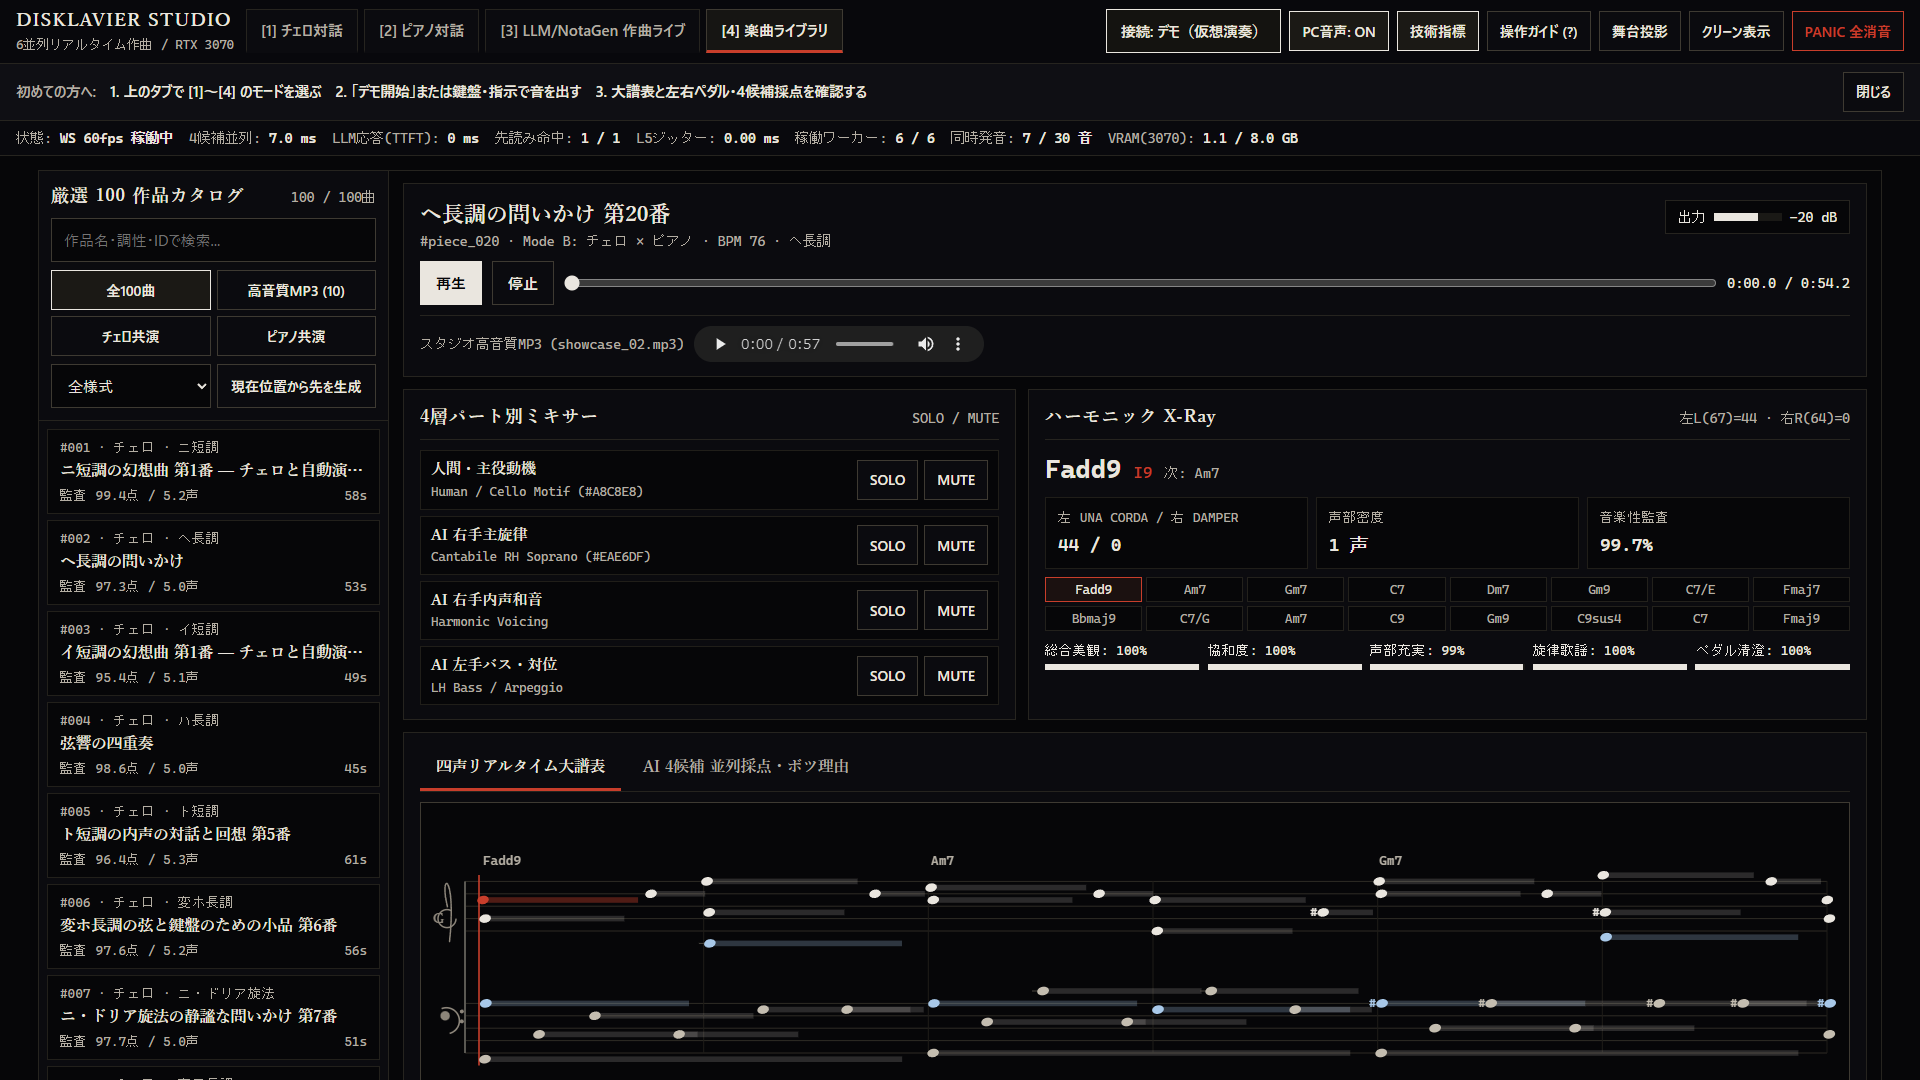 DISKLAVIER STUDIO
6並列リアルタイム作曲 / RTX 3070
[1] チェロ対話
[2] ピアノ対話
[3] LLM/NotaGen 作曲ライブ
[4] 楽曲ライブラリ
接続: デモ（仮想演奏）
PC音声: ON
技術指標
操作ガイド (?)
舞台投影
クリーン表示
PANIC 全消音
初めての方へ: 1. 上のタブで [1]〜[4] のモードを選ぶ 2. 「デモ開始」または鍵盤・指示で音を出す 3. 大譜表と左右ペダル・4候補採点を確認する
閉じる
状態: WS 60fps 稼働中 4候補並列: 7.0 ms LLM応答(TTFT): 0 ms 先読み命中: 1 / 1 L5ジッター: 0.00 ms 稼働ワーカー: 6 / 6 同時発音: 7 / 30 音 VRAM(3070): 1.1 / 8.0 GB
厳選 100 作品カタログ
100 / 100曲
作品名・調性・IDで検索...
全100曲
高音質MP3 (10)
チェロ共演
ピアノ共演
全様式
現在位置から先を生成
#001 · チェロ · ニ短調
ニ短調の幻想曲 第1番 — チェロと自動演…
監査 99.4点 / 5.2声 58s
#002 · チェロ · ヘ長調
ヘ長調の問いかけ
監査 97.3点 / 5.0声 53s
#003 · チェロ · イ短調
イ短調の幻想曲 第1番 — チェロと自動演…
監査 95.4点 / 5.1声 49s
#004 · チェロ · ハ長調
弦響の四重奏
監査 98.6点 / 5.0声 45s
#005 · チェロ · ト短調
ト短調の内声の対話と回想 第5番
監査 96.4点 / 5.3声 61s
#006 · チェロ · 変ホ長調
変ホ長調の弦と鍵盤のための小品 第6番
監査 97.6点 / 5.2声 56s
#007 · チェロ · ニ・ドリア旋法
ニ・ドリア旋法の静謐な問いかけ 第7番
監査 97.7点 / 5.0声 51s
ヘ長調の問いかけ 第20番
#piece_020 · Mode B: チェロ × ピアノ · BPM 76 · ヘ長調
出力 -20 dB
再生
停止
0:00.0 / 0:54.2
スタジオ高音質MP3 (showcase_02.mp3)
0:00 / 0:57
4層パート別ミキサー
SOLO / MUTE
人間・主役動機
Human / Cello Motif (#A8C8E8)
SOLO
MUTE
AI 右手主旋律
Cantabile RH Soprano (#EAE6DF)
SOLO
MUTE
AI 右手内声和音
Harmonic Voicing
SOLO
MUTE
AI 左手バス・対位
LH Bass / Arpeggio
SOLO
MUTE
ハーモニック X-Ray
左L(67)=44 · 右R(64)=0
Fadd9 I9 次: Am7
左 UNA CORDA / 右 DAMPER
44 / 0
声部密度
1 声
音楽性監査
99.7%
Fadd9 Am7 Gm7 C7 Dm7 Gm9 C7/E Fmaj7
Bbmaj9 C7/G Am7 C9 Gm9 C9sus4 C7 Fmaj9
総合美観: 100% 協和度: 100% 声部充実: 99% 旋律歌謡: 100% ペダル清澄: 100%
四声リアルタイム大譜表
AI 4候補 並列採点・ボツ理由
Fadd9 Am7 Gm7